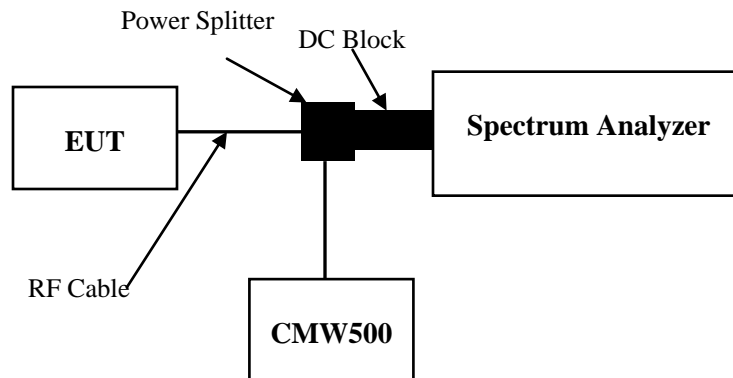 Power Splitter
DC Block
EUT
Spectrum Analyzer
RF Cable
CMW500